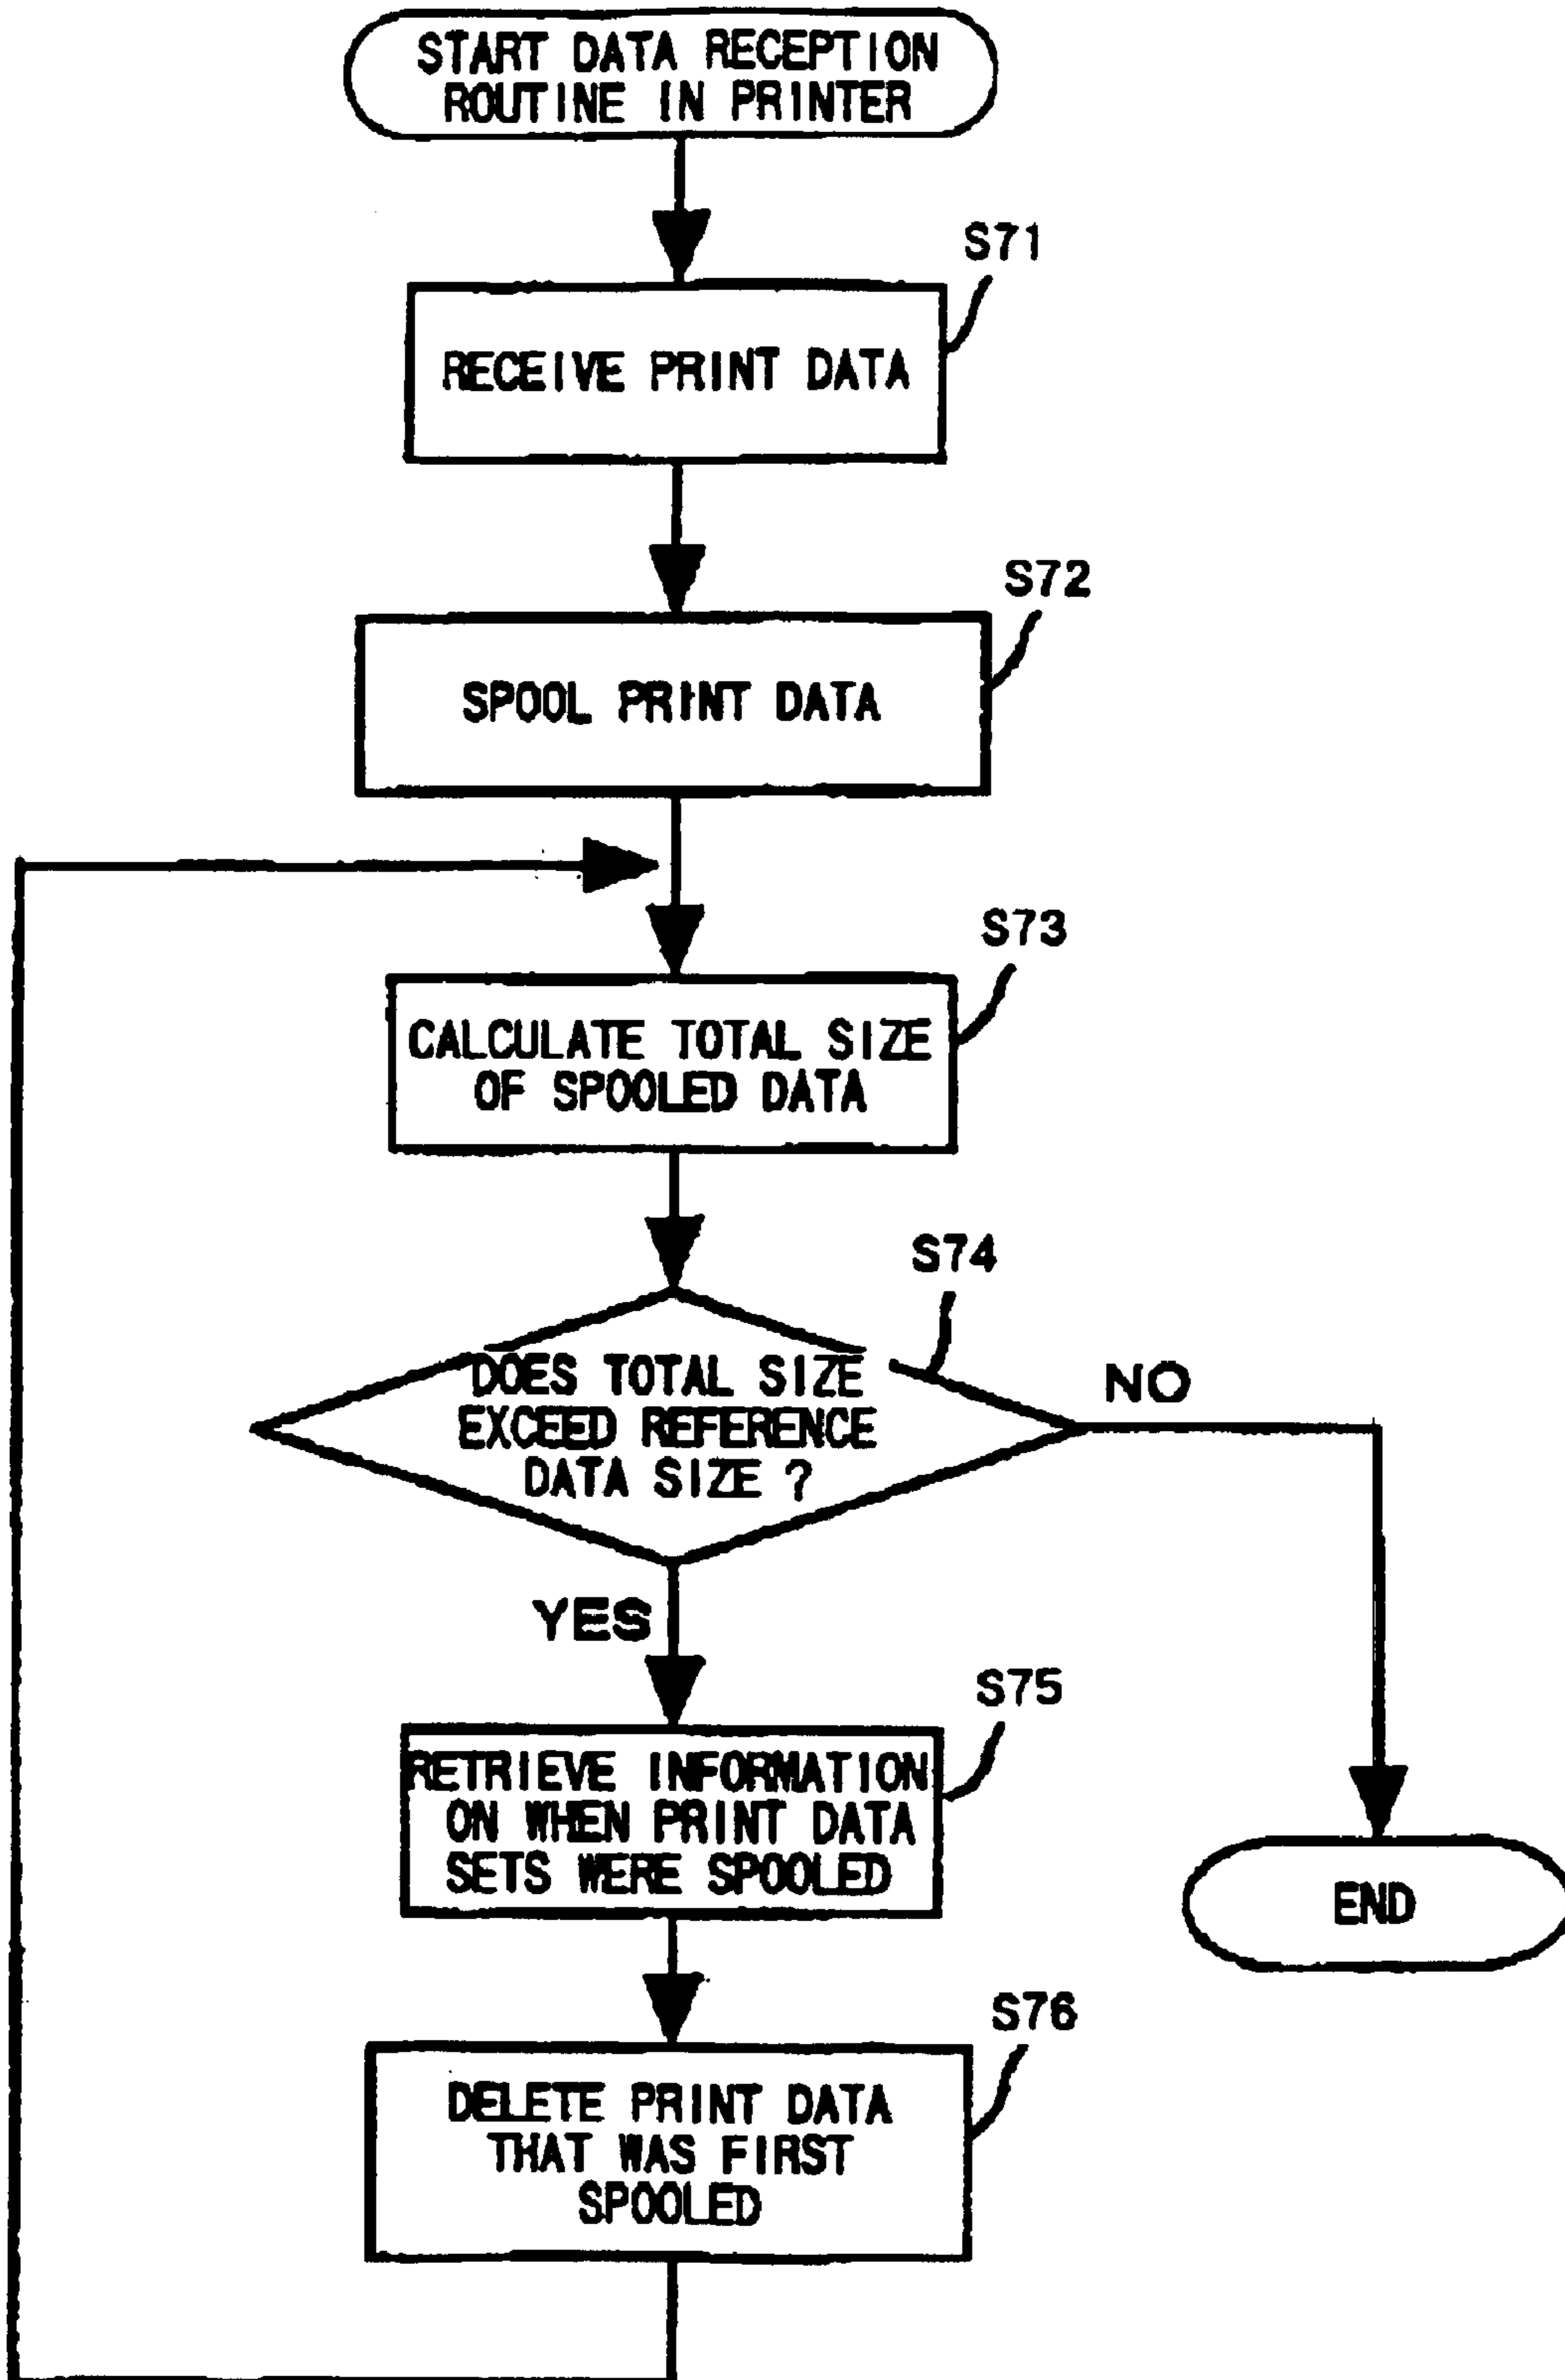 START DATA RECEPTION
ROUTINE IN PRINTER
S71
RECEIVE PRINT DATA
S72
SPOOL PRINT DATA
S73
CALCULATE TOTAL SIZE
OF SPOOLED DATA
S74
DOES TOTAL SIZE
EXCEED REFERENCE
DATA SIZE ?
NO
YES
S75
RETRIEVE INFORMATION
ON WHEN PRINT DATA
SETS WERE SPOOLED
END
S76
DELETE PRINT DATA
THAT WAS FIRST
SPOOLED